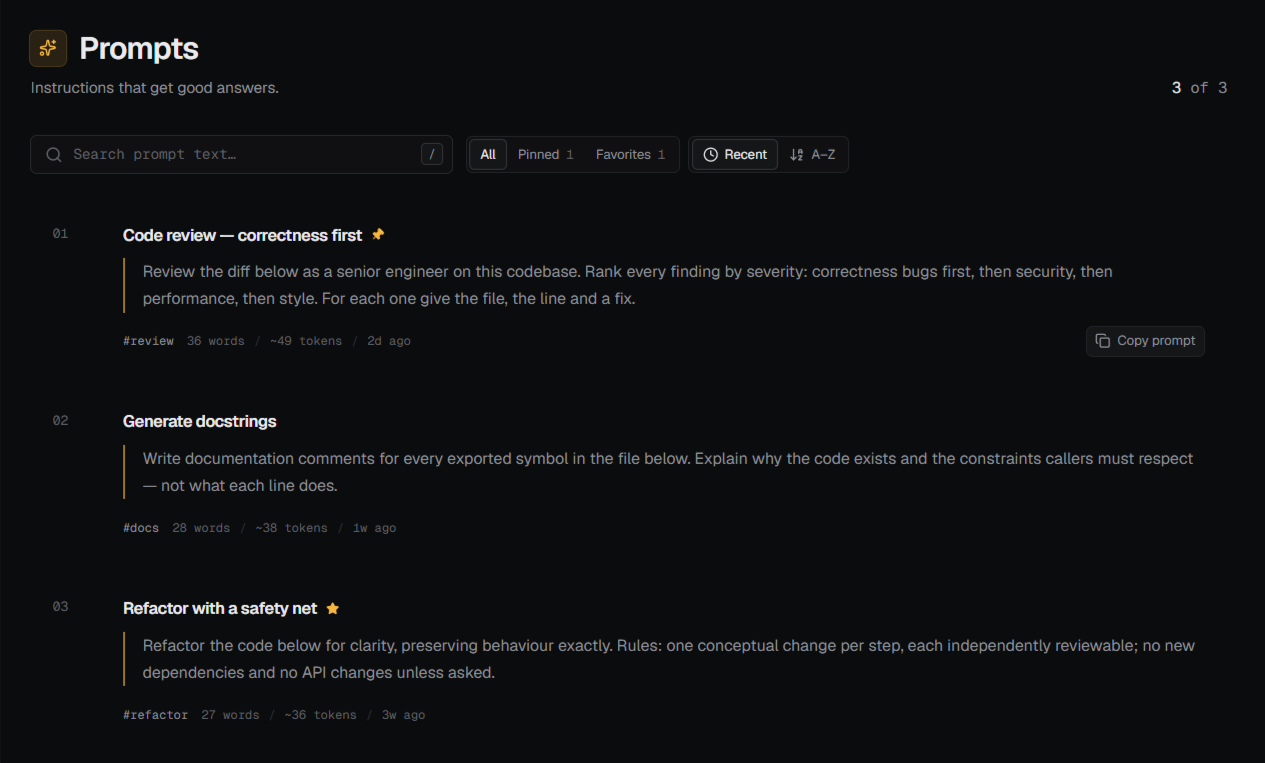 Prompts
Instructions that get good answers.
3 of 3
Search prompt text…
/
All
Pinned 1
Favorites 1
Recent
A–Z
01
Code review — correctness first
Review the diff below as a senior engineer on this codebase. Rank every finding by severity: correctness bugs first, then security, then
performance, then style. For each one give the file, the line and a fix.
#review 36 words / ~49 tokens / 2d ago
Copy prompt
02
Generate docstrings
Write documentation comments for every exported symbol in the file below. Explain why the code exists and the constraints callers must respect
— not what each line does.
#docs 28 words / ~38 tokens / 1w ago
03
Refactor with a safety net
Refactor the code below for clarity, preserving behaviour exactly. Rules: one conceptual change per step, each independently reviewable; no new
dependencies and no API changes unless asked.
#refactor 27 words / ~36 tokens / 3w ago